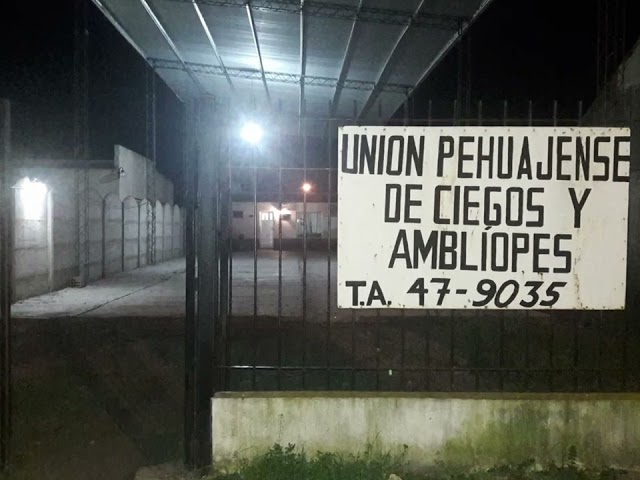 UNION PEHUAJENSE
DE CIEGOS Y
AMBLÍOPES
T.A. 47-9035